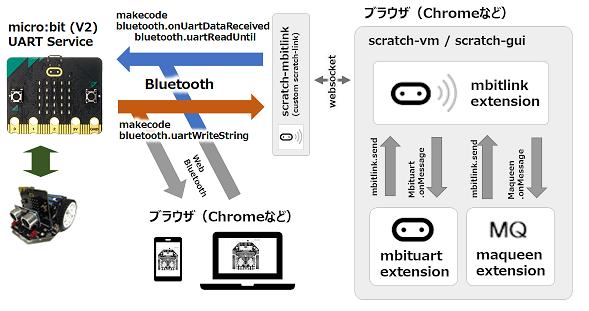 micro:bit (V2)
UART Service
makecode
bluetooth.onUartDataReceived
bluetooth.uartReadUntil
Bluetooth
makecode
bluetooth.uartWriteString
Web
Bluetooth
ブラウザ（Chromeなど）
scratch-mbitlink
(custom scratch-link)
websocket
ブラウザ（Chromeなど）
scratch-vm / scratch-gui
mbitlink
extension
mbitlink.send
Mbituart
.onMessage
mbitlink.send
Maqueen
.onMessage
mbituart
extension
MQ
maqueen
extension